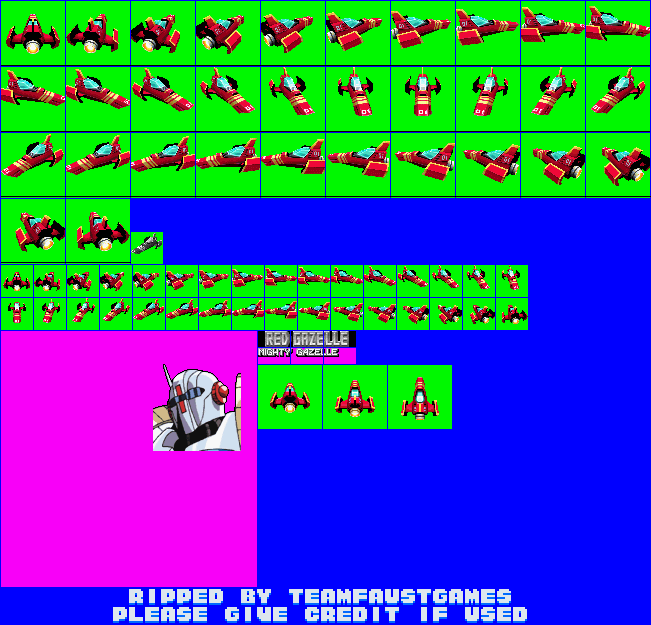 RED GAZELLE
MIGHTY GAZELLE
RIPPED BY TEAMFAUSTGAMES
PLEASE GIVE CREDIT IF USED